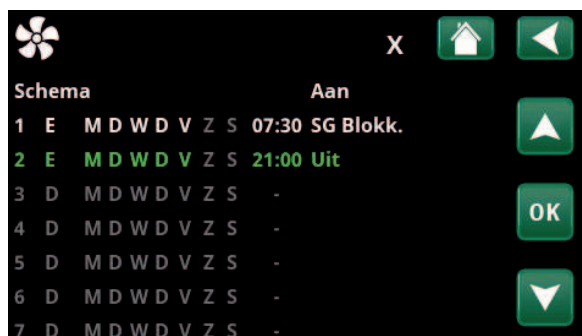 X
Schema Aan
1 E M D W D V Z S 07:30 SG Blokk.
2 E M D W D V Z S 21:00 Uit
3 D M D W D V Z S -
4 D M D W D V Z S -
OK
5 D M D W D V Z S -
6 D M D W D V Z S -
7 D M D W D V Z S -